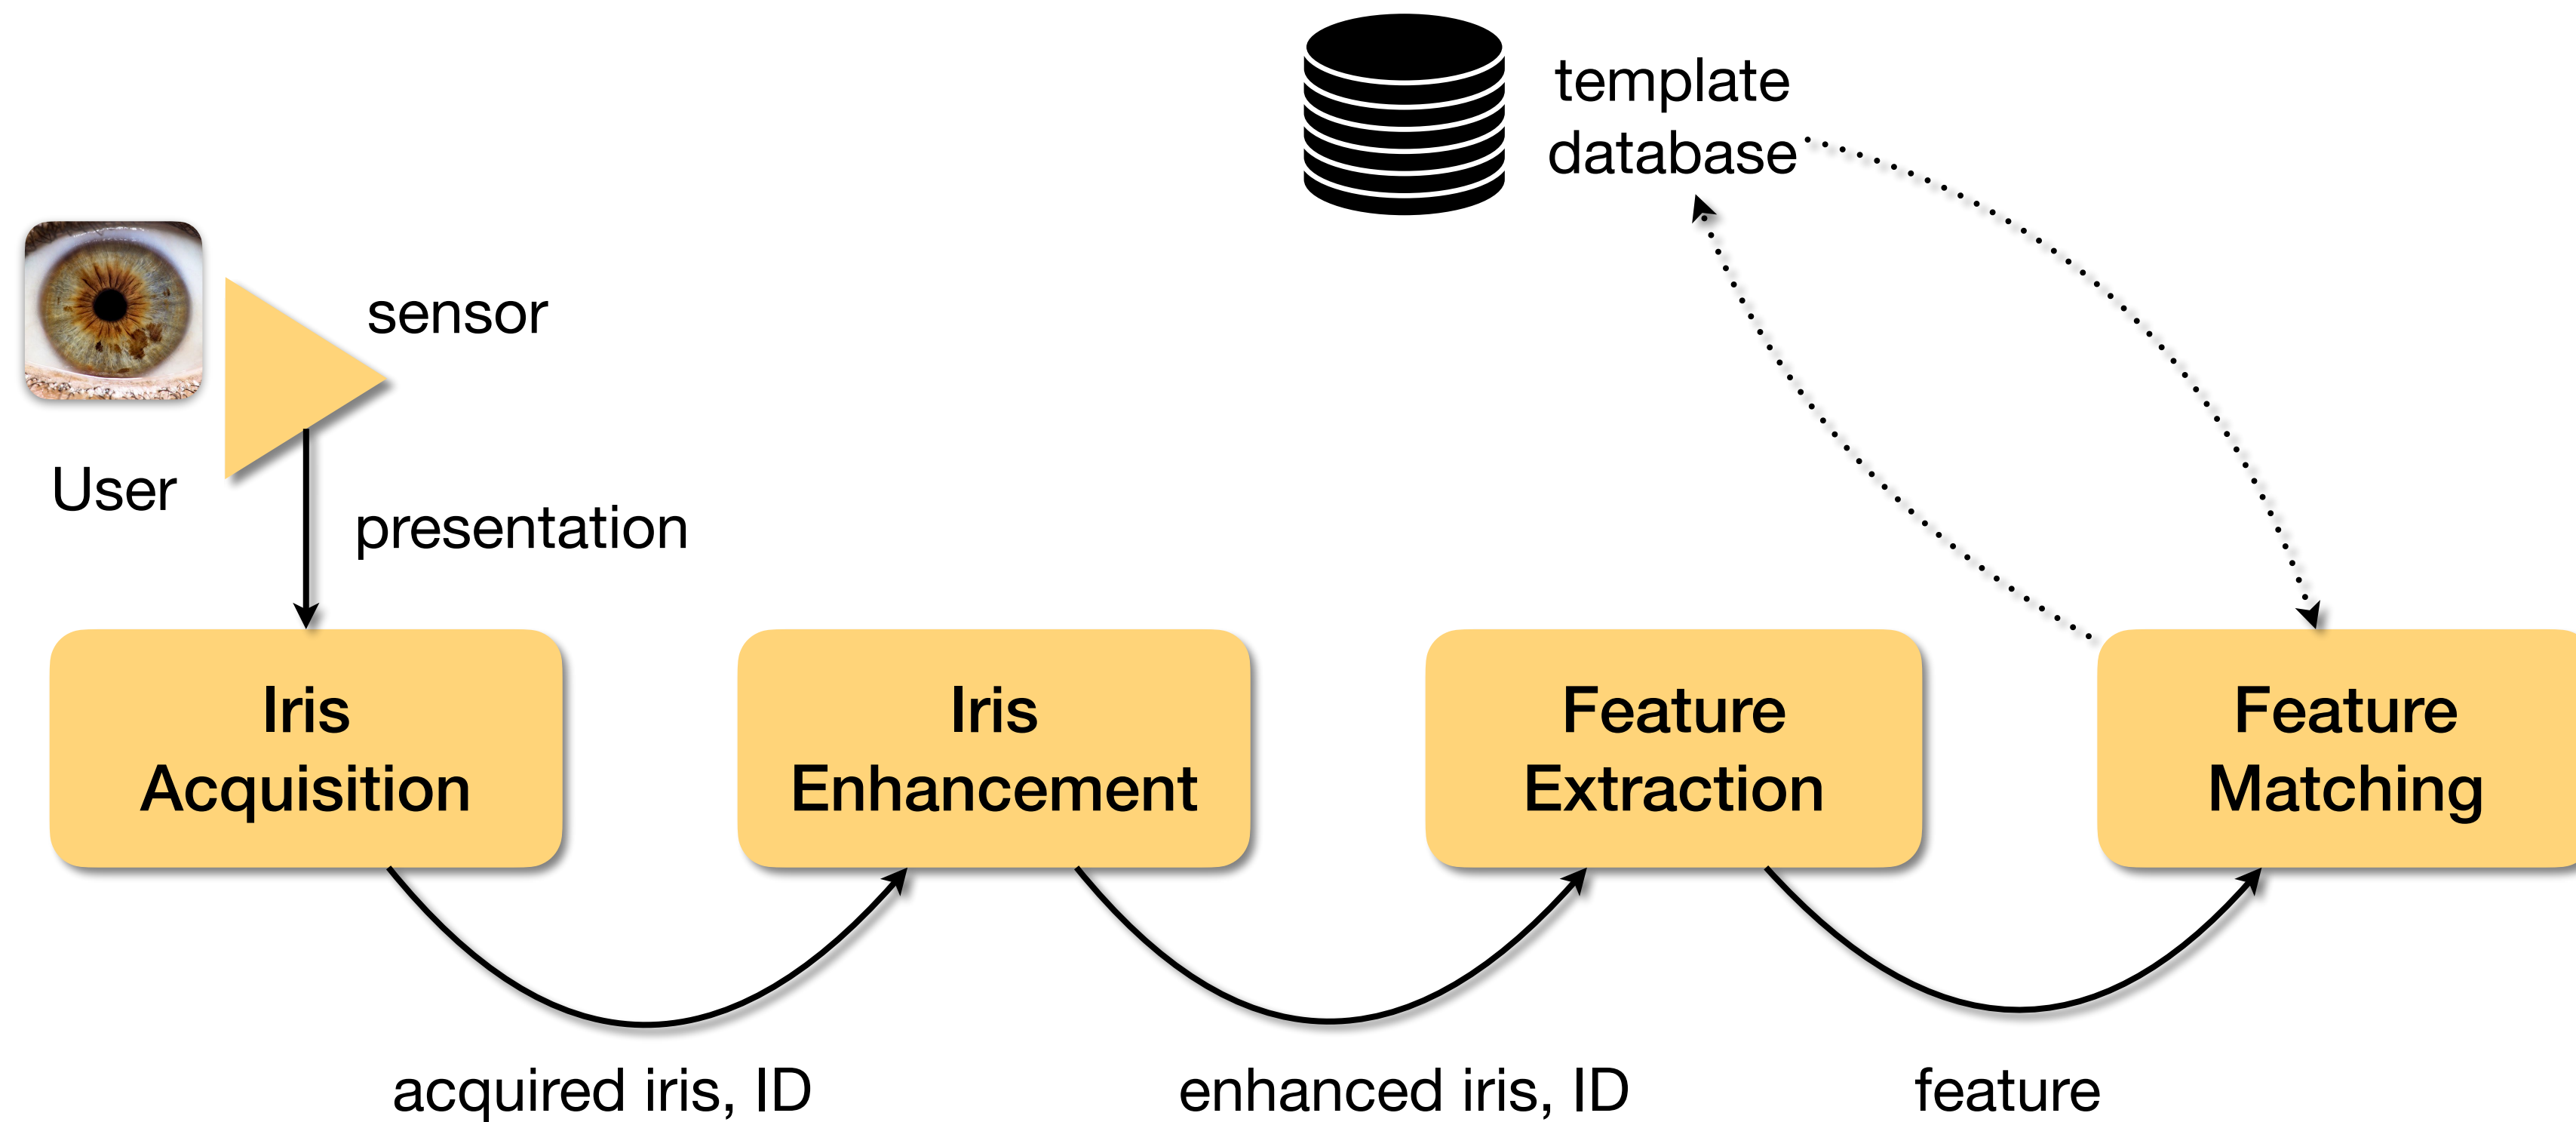 template
database
sensor
User
presentation
Iris
Acquisition
Iris
Enhancement
Feature
Extraction
Feature
Matching
acquired iris, ID
enhanced iris, ID
feature